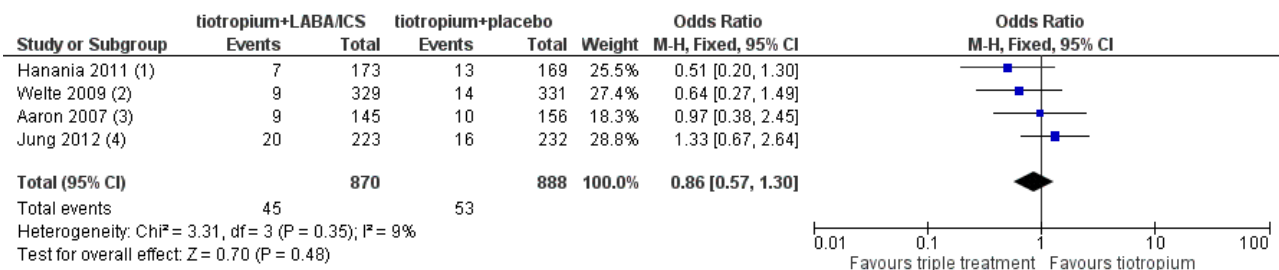 tiotropium+LABA/ICS tiotropium+placebo Odds Ratio Odds Ratio
Study or Subgroup Events Total Events Total Weight M-H, Fixed, 95% CI M-H, Fixed, 95% CI
Hanania 2011 (1) 7 173 13 169 25.5% 0.51 [0.20, 1.30]
Welte 2009 (2) 9 329 14 331 27.4% 0.64 [0.27, 1.49]
Aaron 2007 (3) 9 145 10 156 18.3% 0.97 [0.38, 2.45]
Jung 2012 (4) 20 223 16 232 28.8% 1.33 [0.67, 2.64]
Total (95% CI) 870 888 100.0% 0.86 [0.57, 1.30]
Total events 45 53
Heterogeneity: Chi² = 3.31, df = 3 (P = 0.35); I² = 9%
Test for overall effect: Z = 0.70 (P = 0.48)
0.01 0.1 1 10 100
Favours triple treatment Favours tiotropium